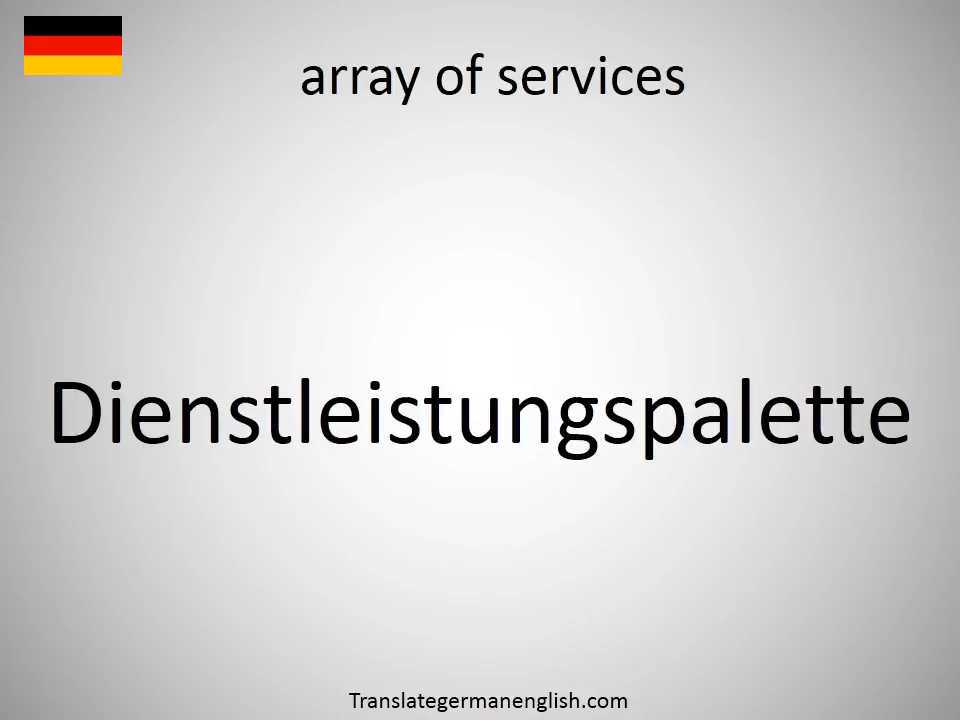 array of services
Dienstleistungspalette
Translategermanenglish.com